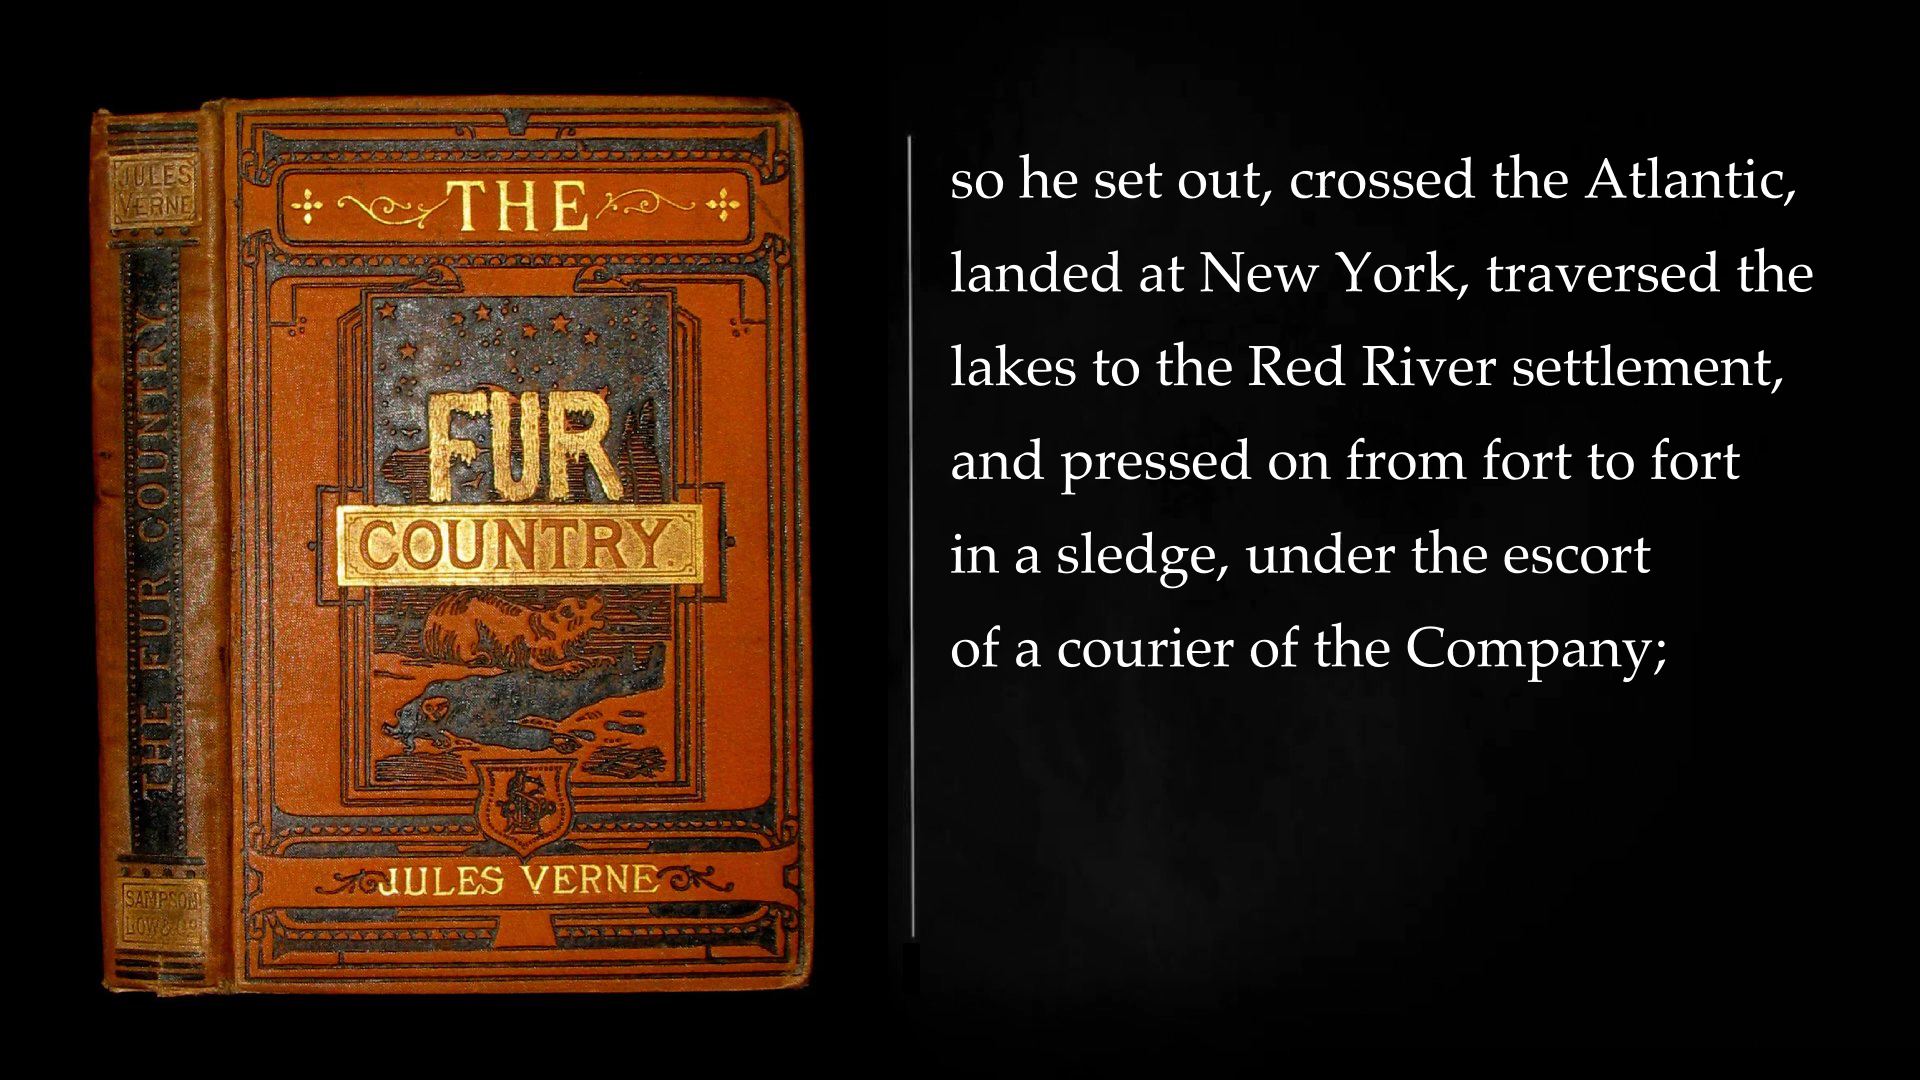 JULES
VERNE
THE FUR COUNTRY.
SAMPSON
LOW & Co
THE
FUR
COUNTRY.
JULES VERNE
so he set out, crossed the Atlantic,
landed at New York, traversed the
lakes to the Red River settlement,
and pressed on from fort to fort
in a sledge, under the escort
of a courier of the Company;